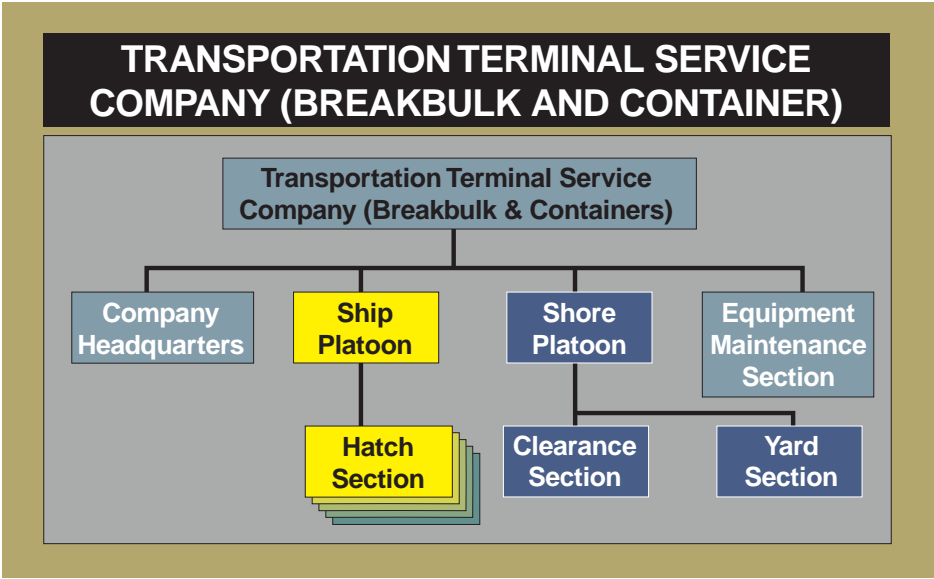 TRANSPORTATION TERMINAL SERVICE
COMPANY (BREAKBULK AND CONTAINER)
Transportation Terminal Service
Company (Breakbulk & Containers)
Company
Headquarters
Ship
Platoon
Shore
Platoon
Equipment
Maintenance
Section
Hatch
Section
Clearance
Section
Yard
Section